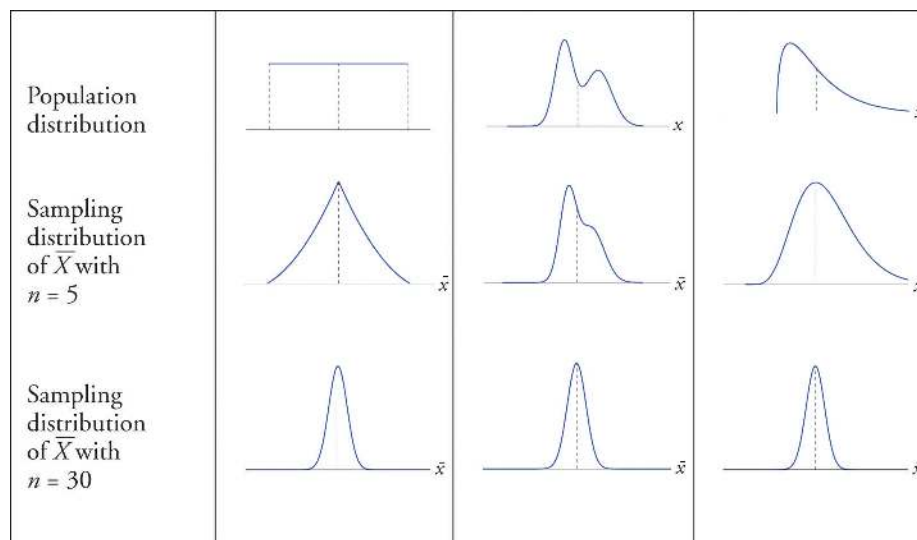 Population
distribution
x
x
Sampling
distribution
of X̅ with
n = 5
x̄
x̄
x̄
Sampling
distribution
of X̅ with
n = 30
x̄
x̄
x̄